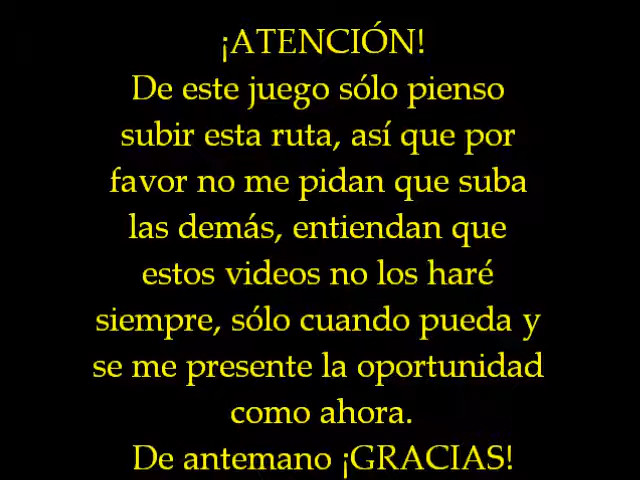 ¡ATENCIÓN!
De este juego sólo pienso
subir esta ruta, así que por
favor no me pidan que suba
las demás, entiendan que
estos videos no los haré
siempre, sólo cuando pueda y
se me presente la oportunidad
como ahora.
De antemano ¡GRACIAS!